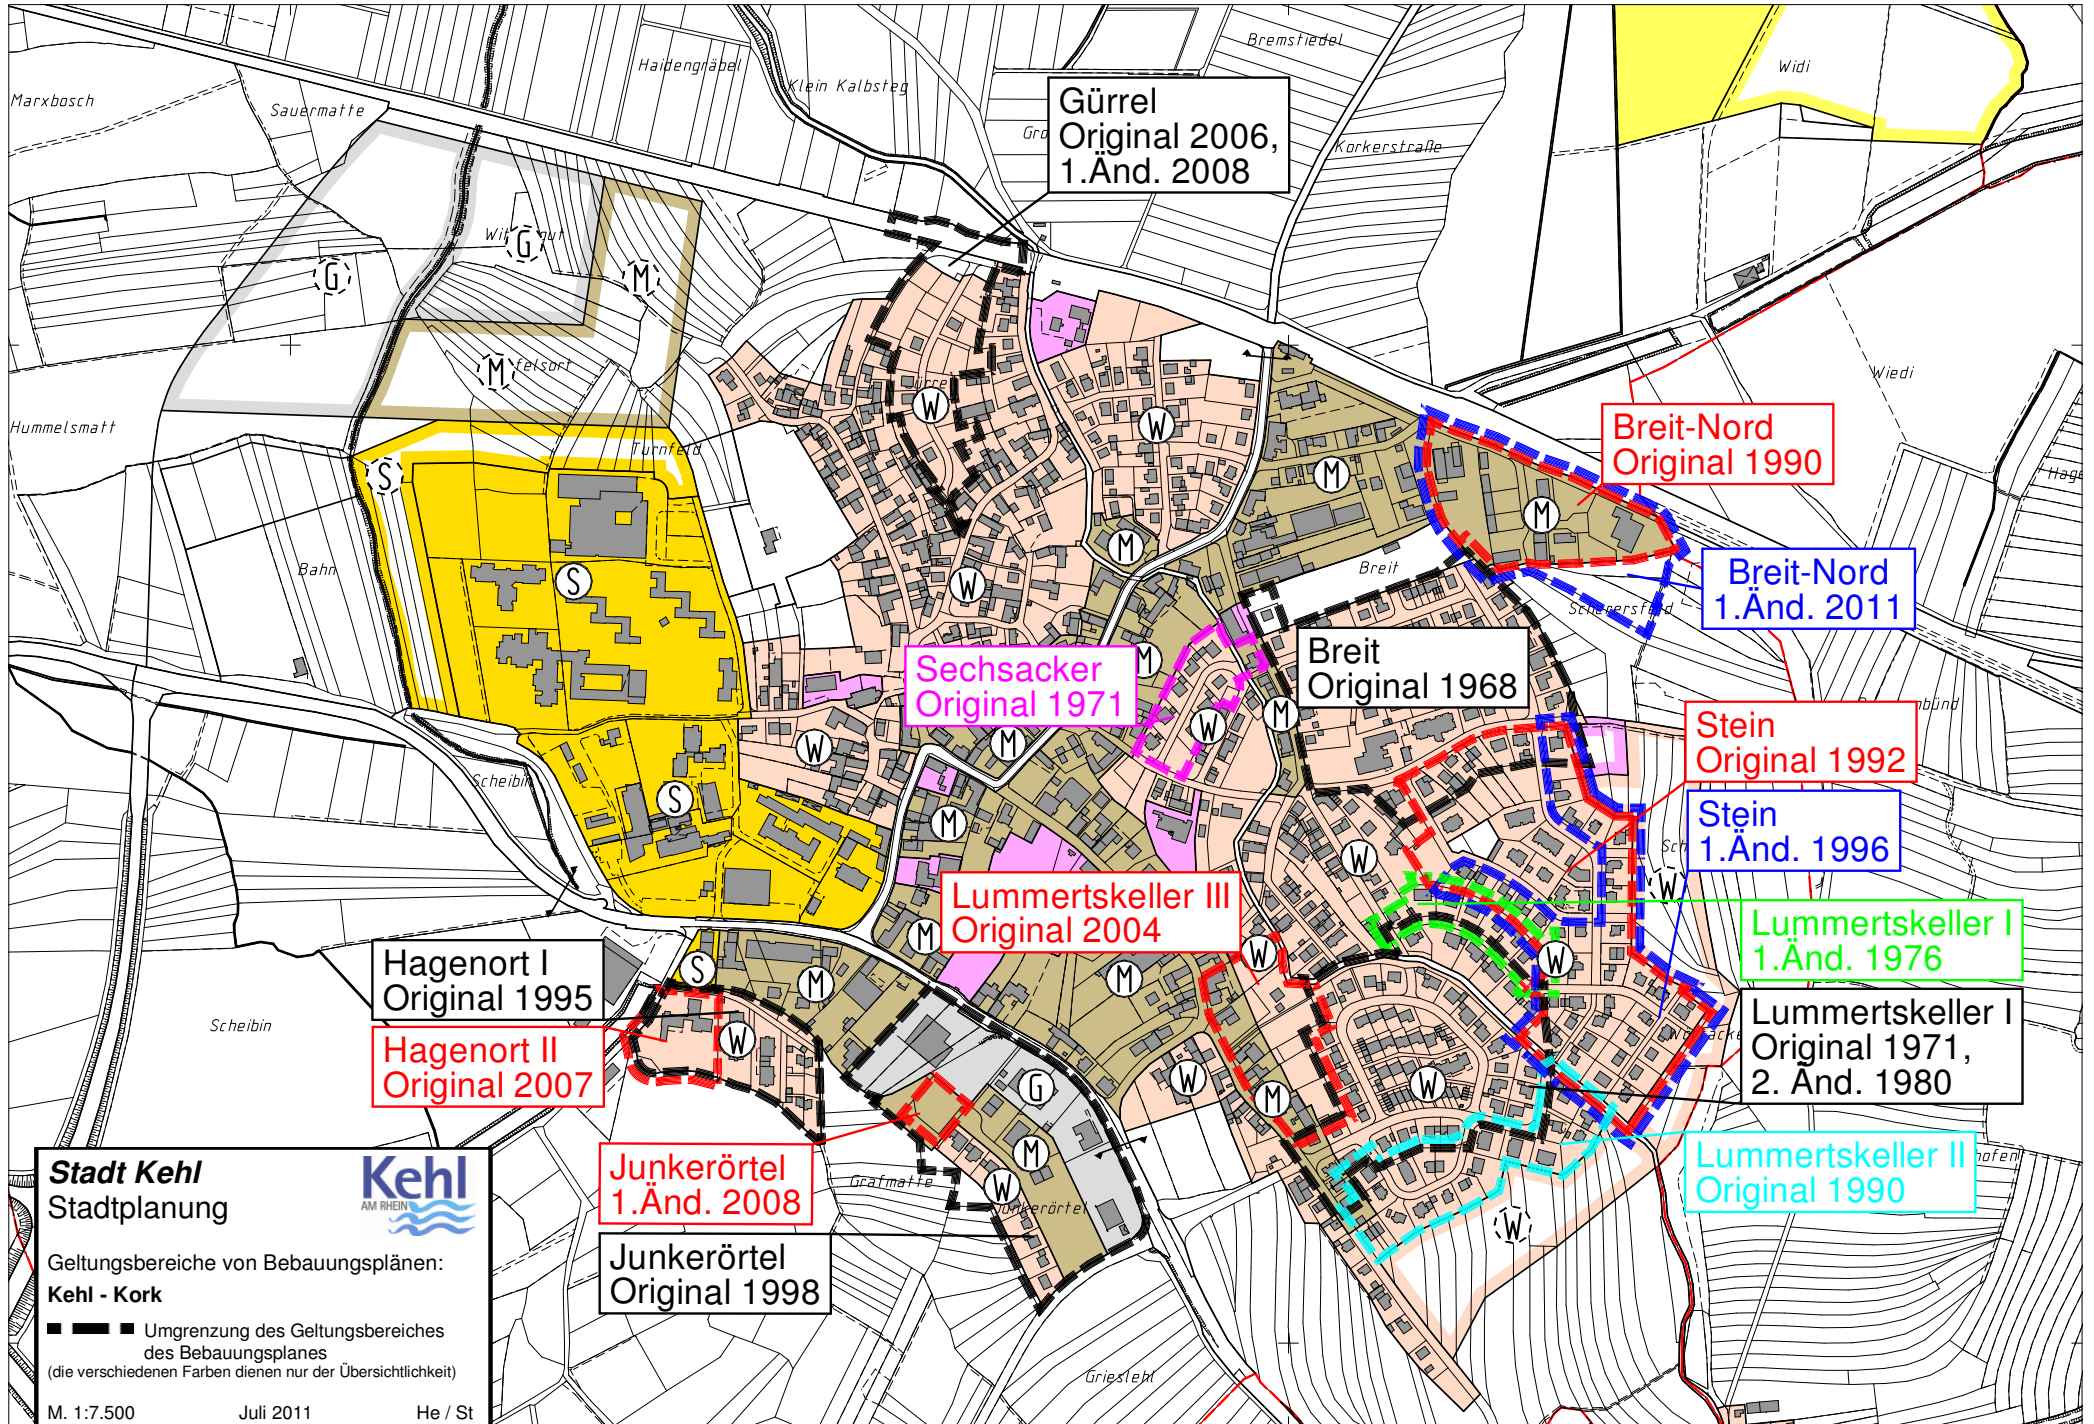 Bremstiedel
Widi
Haidengräbel
Klein Kalbsteg
Marxbosch
Sauermatte
Gürrel
Original 2006,
1.Änd. 2008
Korkerstraße
G
G
M
M
Wiedi
Hummelsmatt
Turnfeld
W
W
Breit-Nord
Original 1990
M
M
S
M
Bahn
S
W
Breit
Breit-Nord
1.Änd. 2011
Sechsacker
Original 1971
M
Breit
Original 1968
W
M
W
M
Stein
Original 1992
Scheibin
S
M
Stein
1.Änd. 1996
W
W
Lummertskeller III
Original 2004
Lummertskeller I
1.Änd. 1976
M
W
W
Hagenort I
Original 1995
S
M
M
Lummertskeller I
Original 1971,
2. Änd. 1980
Scheibin
Hagenort II
Original 2007
W
G
W
M
W
Junkerörtel
1.Änd. 2008
Grafmatte
M
W
Junkerörtel
Lummertskeller II
Original 1990
W
Junkerörtel
Original 1998
Grieslehl
Stadt Kehl
Stadtplanung
Kehl
AM RHEIN
Geltungsbereiche von Bebauungsplänen:
Kehl - Kork
Umgrenzung des Geltungsbereiches
des Bebauungsplanes
(die verschiedenen Farben dienen nur der Übersichtlichkeit)
M. 1:7.500 Juli 2011 He / St